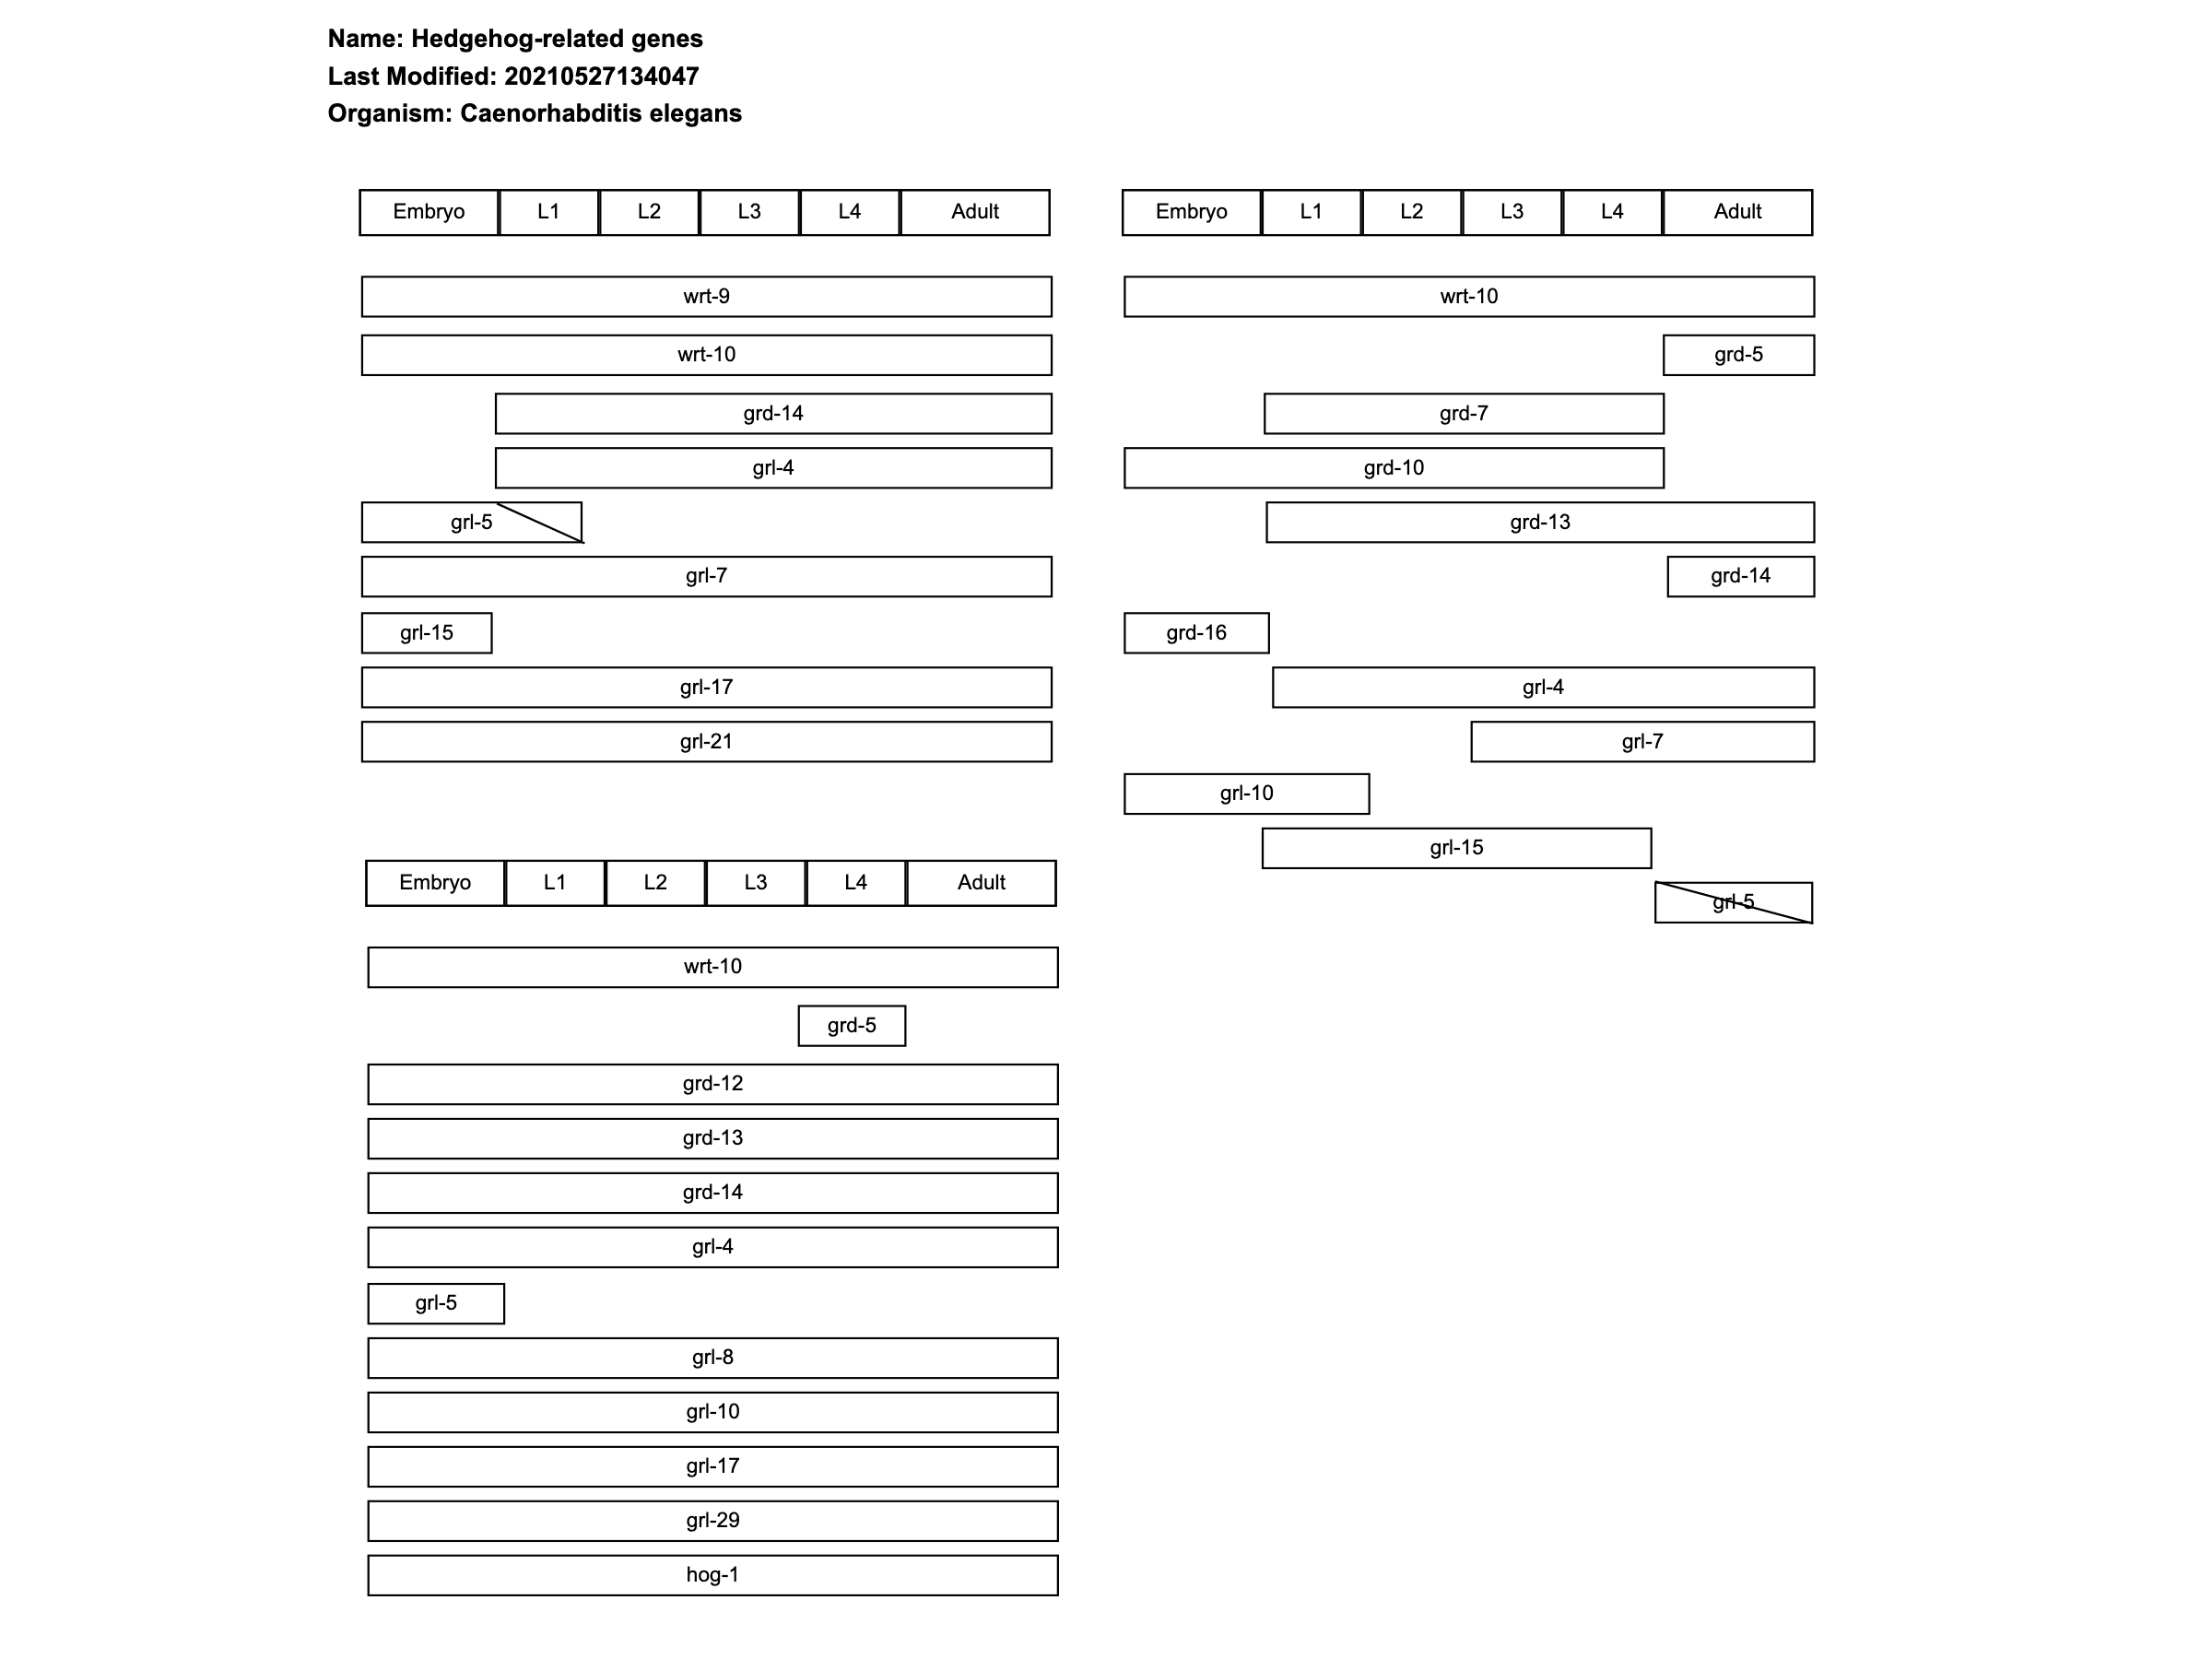 Name: Hedgehog-related genes
Last Modified: 20210527134047
Organism: Caenorhabditis elegans
Embryo L1 L2 L3 L4 Adult
wrt-9
wrt-10
grd-14
grl-4
grl-5
grl-7
grl-15
grl-17
grl-21
Embryo L1 L2 L3 L4 Adult
wrt-10
grd-5
grd-7
grd-10
grd-13
grd-14
grd-16
grl-4
grl-7
grl-10
grl-15
grl-5
Embryo L1 L2 L3 L4 Adult
wrt-10
grd-5
grd-12
grd-13
grd-14
grl-4
grl-5
grl-8
grl-10
grl-17
grl-29
hog-1